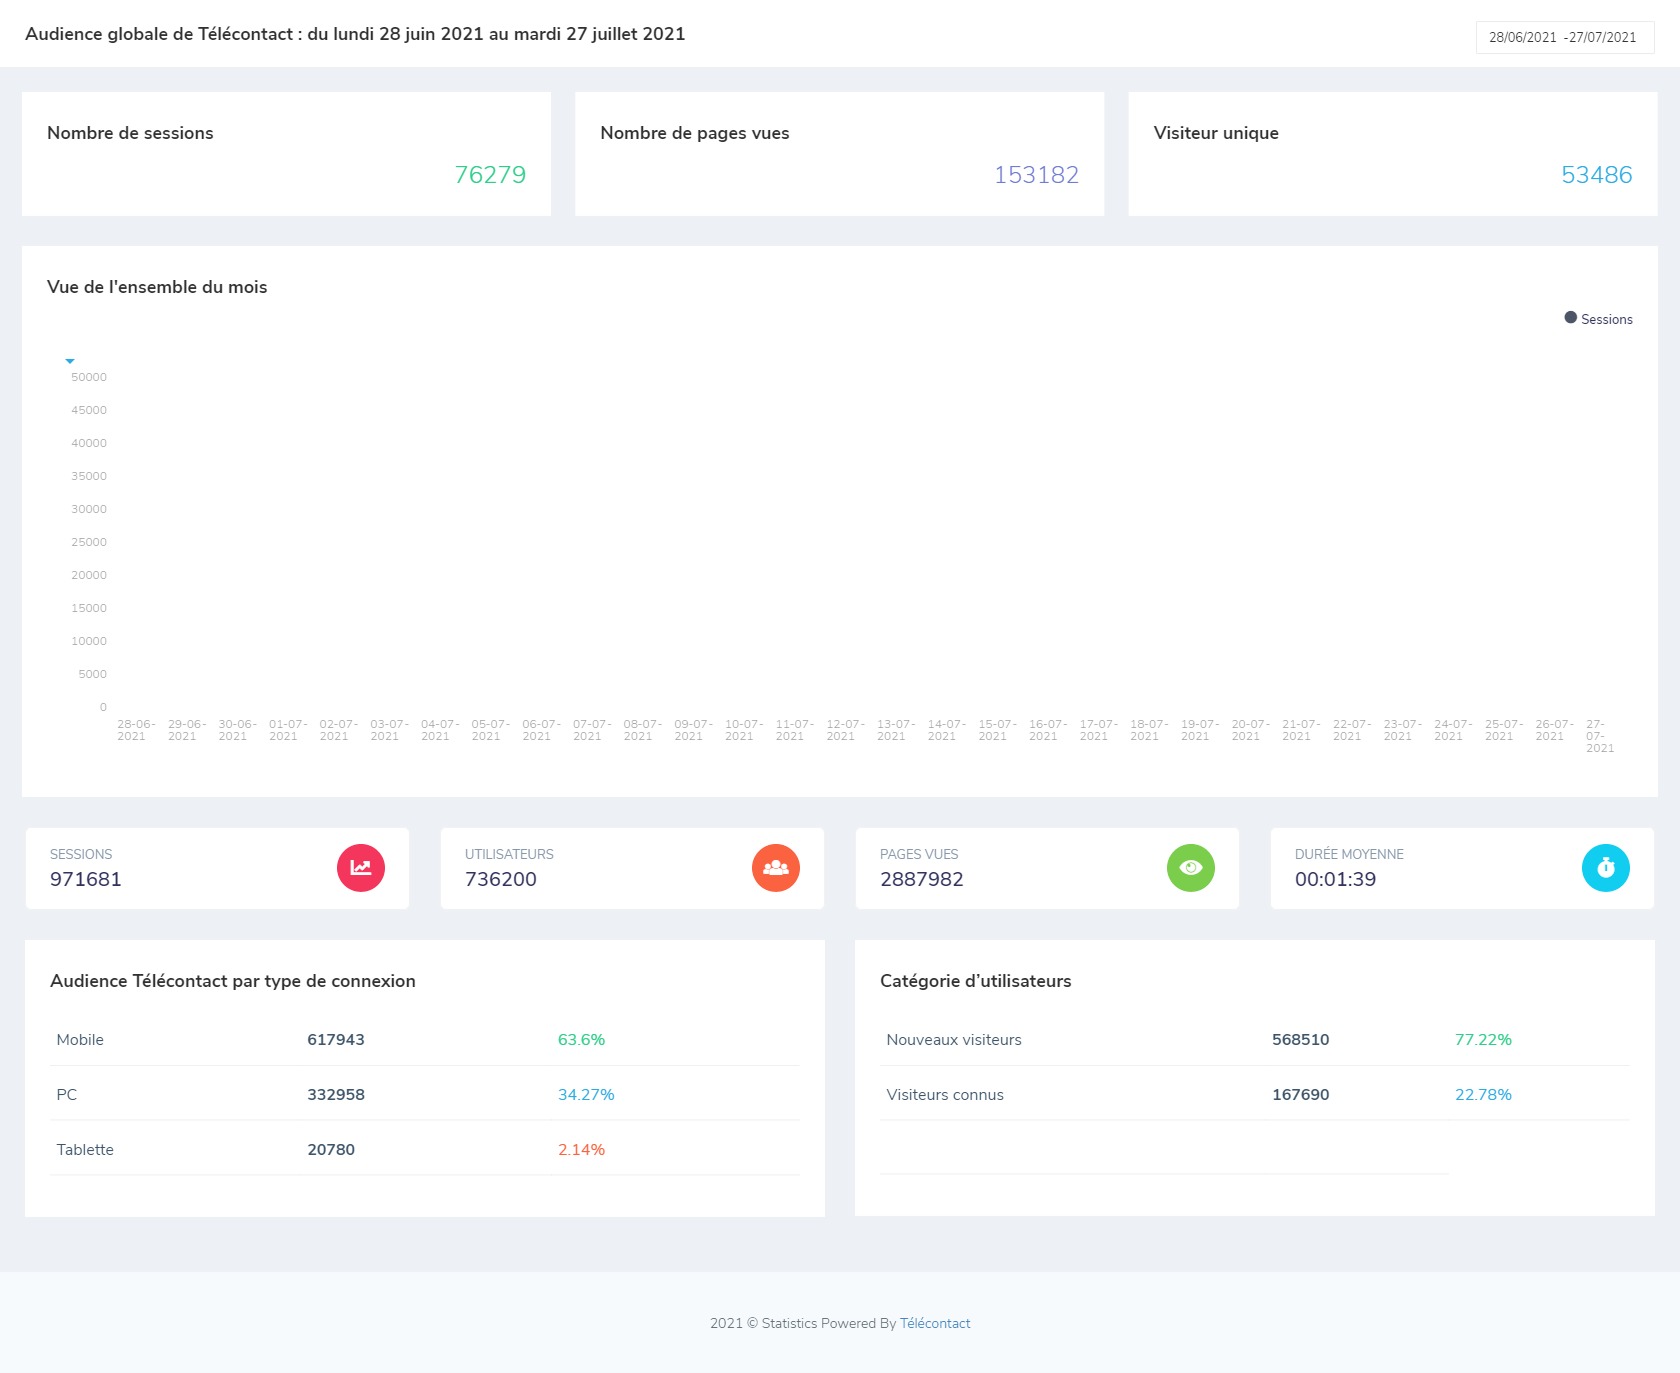 Audience globale de Télécontact : du lundi 28 juin 2021 au mardi 27 juillet 2021
28/06/2021 -27/07/2021
Nombre de sessions
76279
Nombre de pages vues
153182
Visiteur unique
53486
Vue de l'ensemble du mois
Sessions
50000
45000
40000
35000
30000
25000
20000
15000
10000
5000
0
28-06-2021
29-06-2021
30-06-2021
01-07-2021
02-07-2021
03-07-2021
04-07-2021
05-07-2021
06-07-2021
07-07-2021
08-07-2021
09-07-2021
10-07-2021
11-07-2021
12-07-2021
13-07-2021
14-07-2021
15-07-2021
16-07-2021
17-07-2021
18-07-2021
19-07-2021
20-07-2021
21-07-2021
22-07-2021
23-07-2021
24-07-2021
25-07-2021
26-07-2021
27-07-2021
SESSIONS
971681
UTILISATEURS
736200
PAGES VUES
2887982
DURÉE MOYENNE
00:01:39
Audience Télécontact par type de connexion
Mobile 617943 63.6%
PC 332958 34.27%
Tablette 20780 2.14%
Catégorie d’utilisateurs
Nouveaux visiteurs 568510 77.22%
Visiteurs connus 167690 22.78%
2021 © Statistics Powered By Télécontact